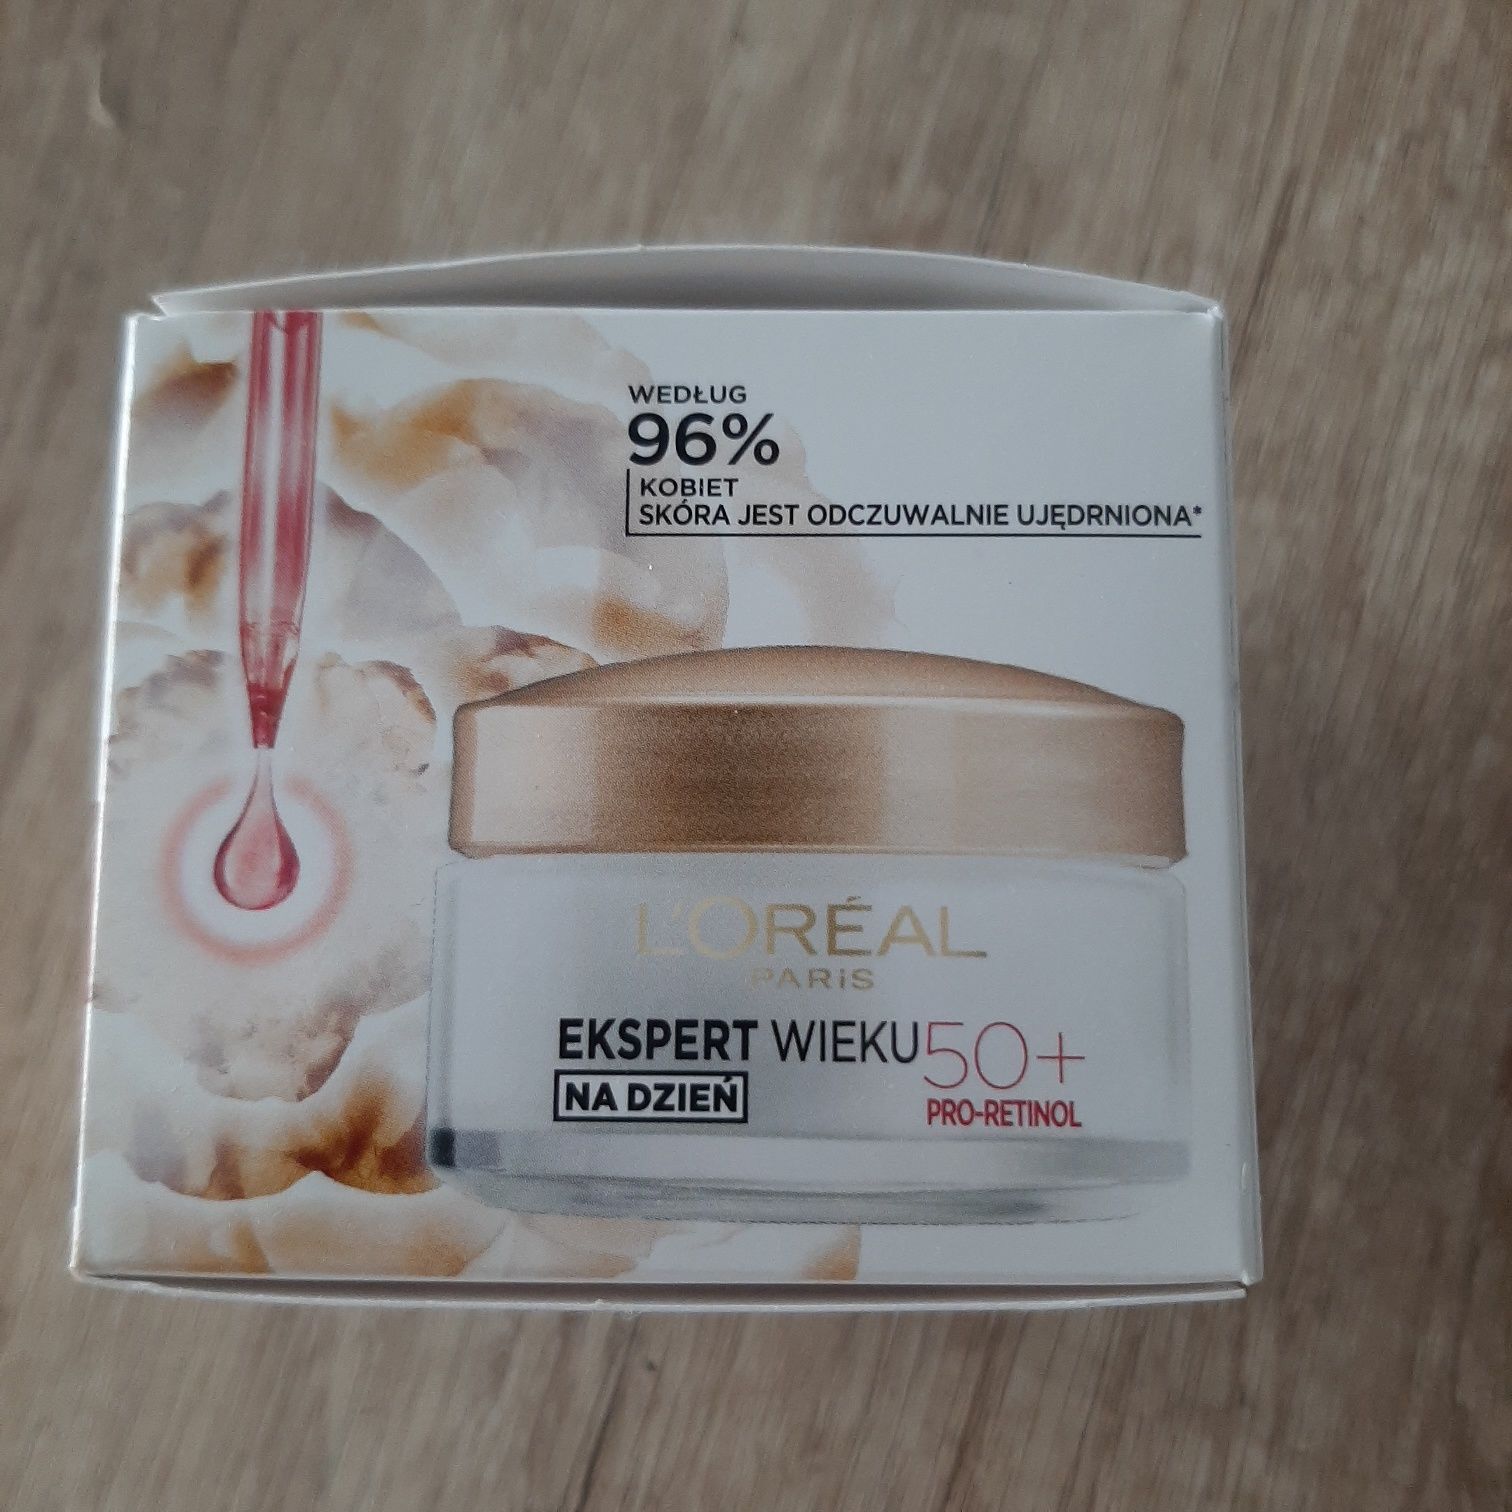 WEDŁUG
96%
KOBIET
SKÓRA JEST ODCZUWALNIE UJĘDRNIONA*
L'ORÉAL
PARiS
EKSPERT WIEKU 50+
NA DZIEŃ
PRO-RETINOL